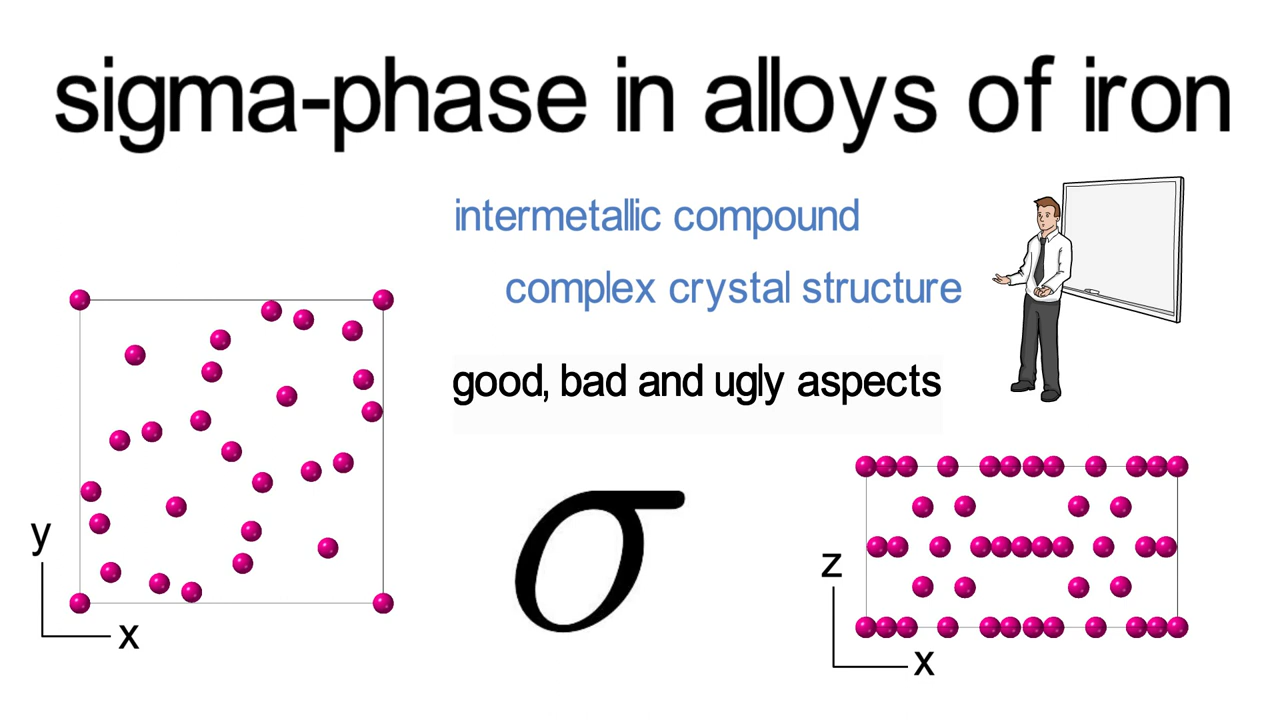 sigma-phase in alloys of iron
intermetallic compound
complex crystal structure
good, bad and ugly aspects
σ
y
x
z
x